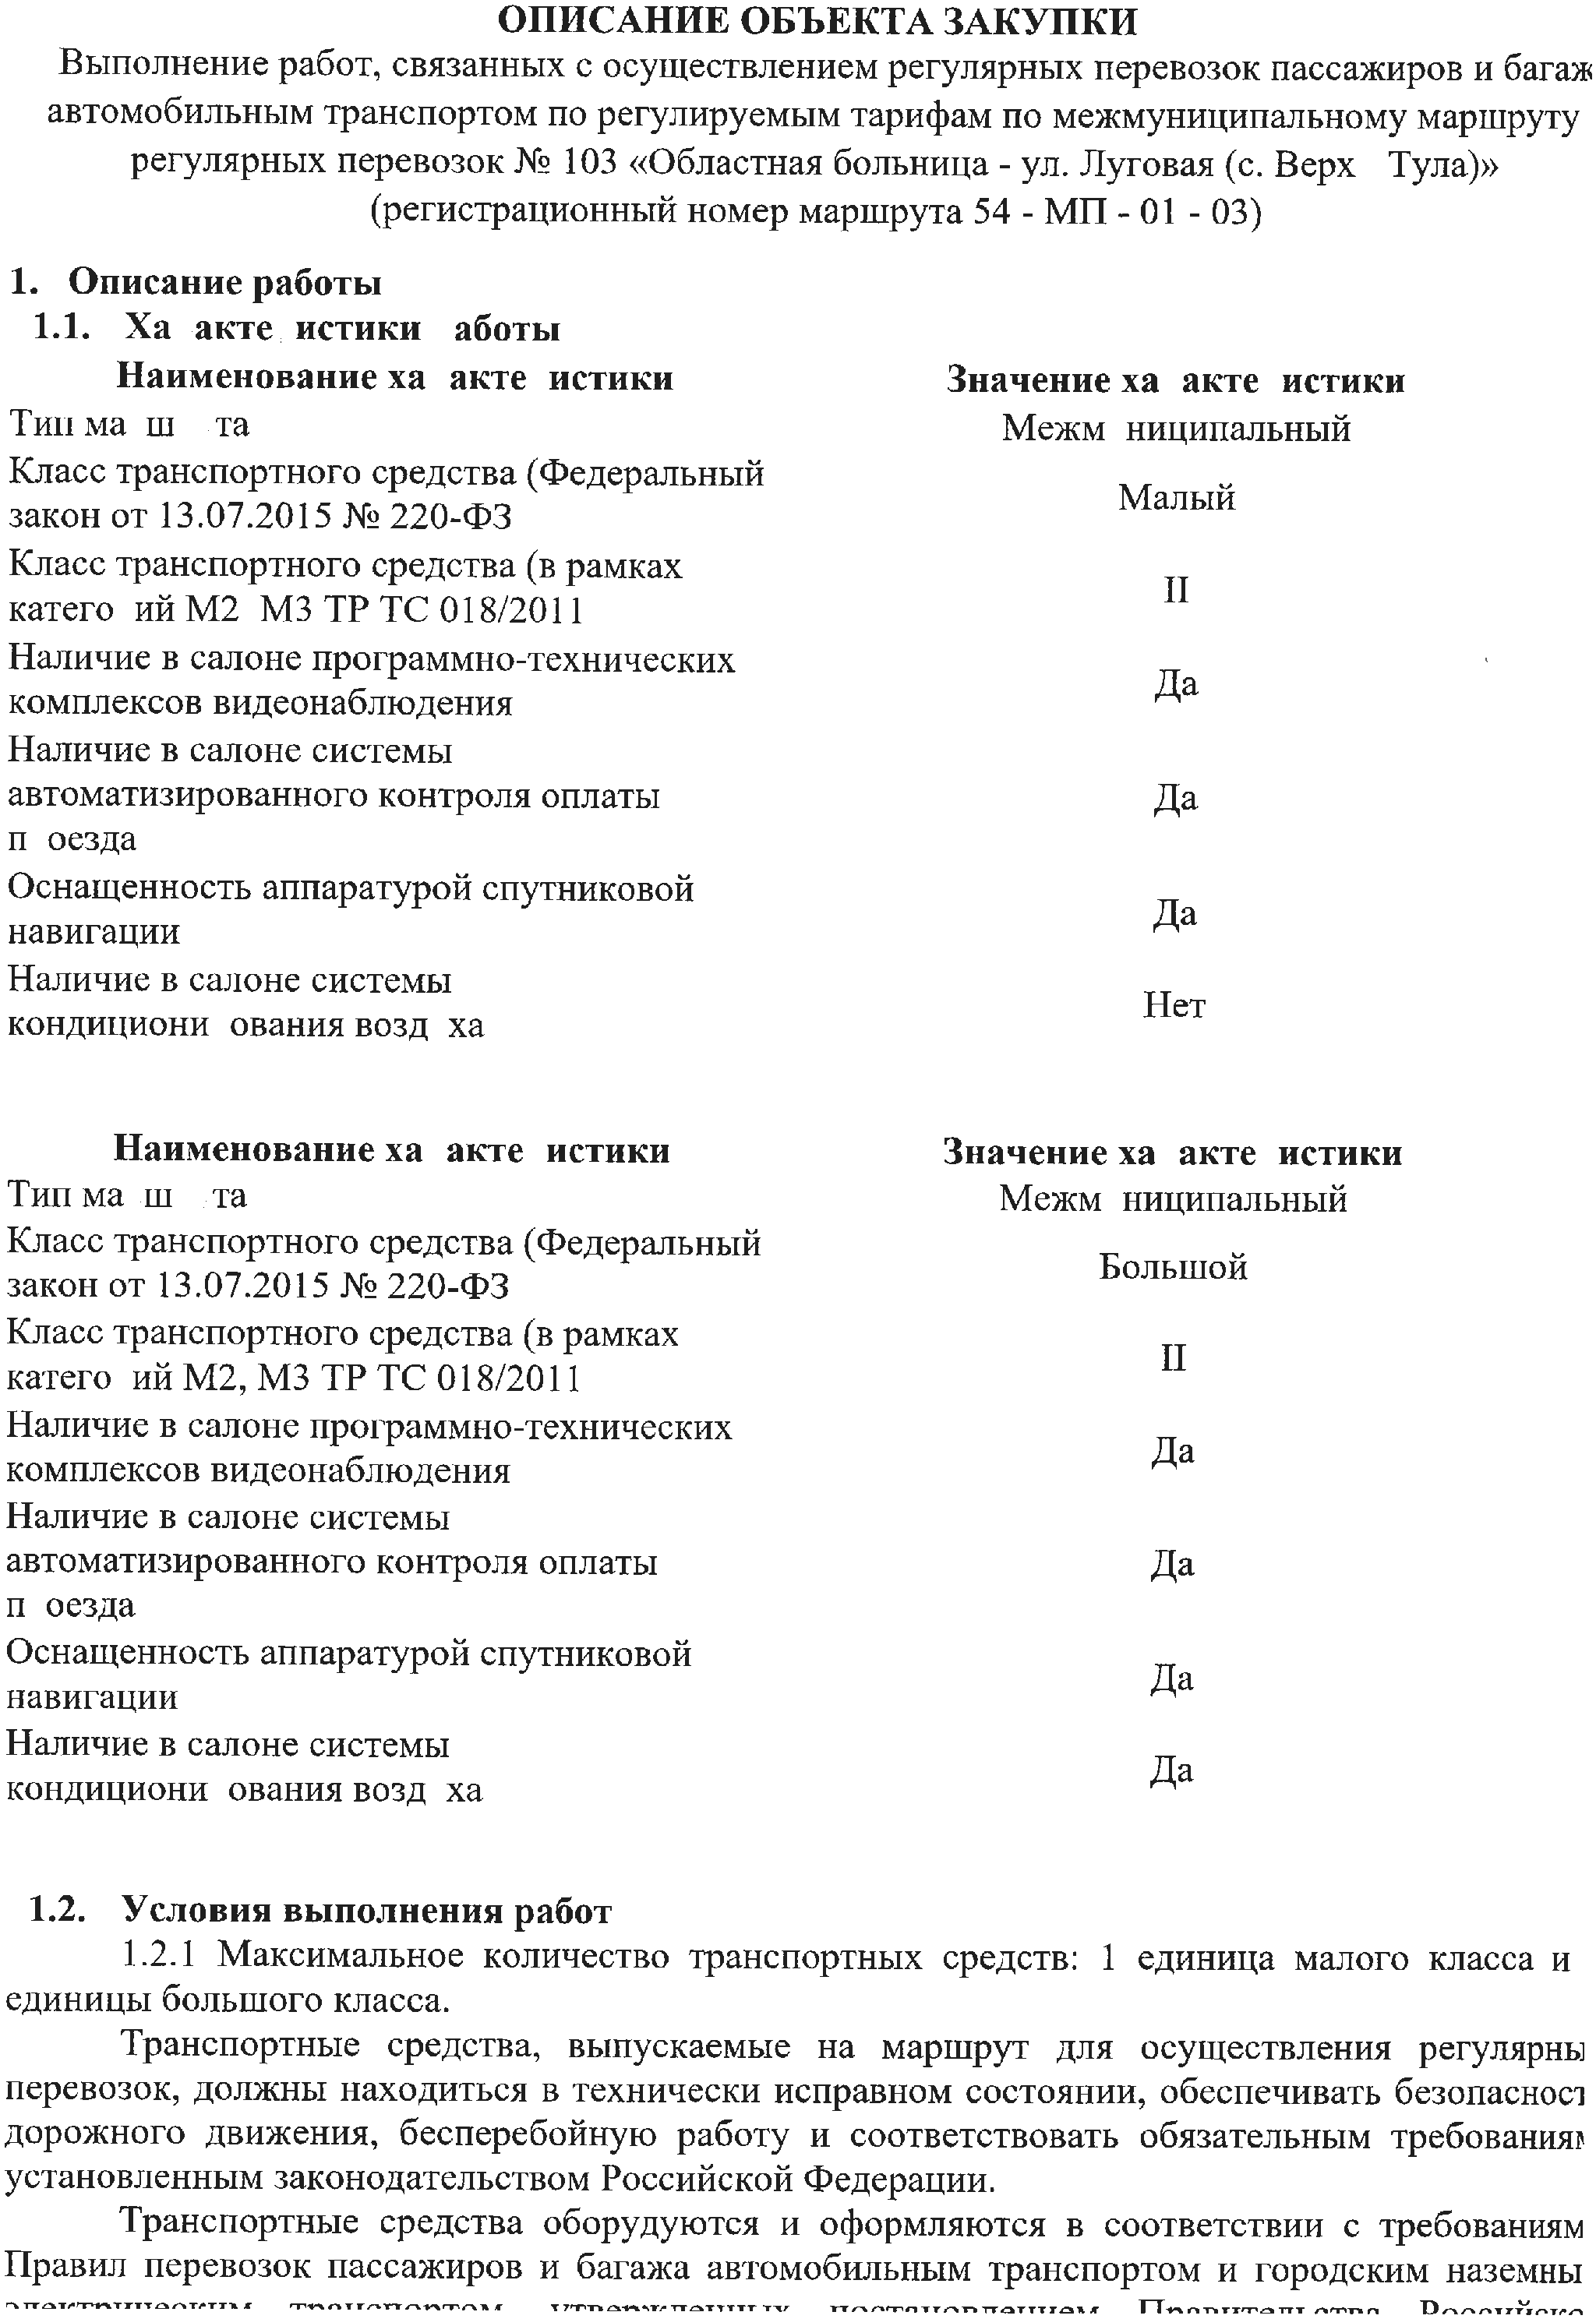 ОПИСАНИЕ ОБЪЕКТА ЗАКУПКИ
Выполнение работ, связанных с осуществлением регулярных перевозок пассажиров и багаж
автомобильным транспортом по регулируемым тарифам по межмуниципальному маршруту
регулярных перевозок № 103 «Областная больница - ул. Луговая (с. Верх Тула)»
(регистрационный номер маршрута 54 - МП - 01 - 03)
1. Описание работы
1.1. Ха акте истики аботы
Наименование ха акте истики Значение ха акте истики
Тип ма ш та Межм ниципальный
Класс транспортного средства (Федеральный
закон от 13.07.2015 № 220-ФЗ
Малый
Класс транспортного средства (в рамках
катего ий М2 М3 ТР ТС 018/2011
II
Наличие в салоне программно-технических
комплексов видеонаблюдения
Да
Наличие в салоне системы
автоматизированного контроля оплаты
п оезда
Да
Оснащенность аппаратурой спутниковой
навигации
Да
Наличие в салоне системы
кондициони ования возд ха
Нет
Наименование ха акте истики Значение ха акте истики
Тип ма ш та Межм ниципальный
Класс транспортного средства (Федеральный
закон от 13.07.2015 № 220-ФЗ
Большой
Класс транспортного средства (в рамках
катего ий М2, М3 ТР ТС 018/2011
II
Наличие в салоне программно-технических
комплексов видеонаблюдения
Да
Наличие в салоне системы
автоматизированного контроля оплаты
п оезда
Да
Оснащенность аппаратурой спутниковой
навигации
Да
Наличие в салоне системы
кондициони ования возд ха
Да
1.2. Условия выполнения работ
1.2.1 Максимальное количество транспортных средств: 1 единица малого класса и
единицы большого класса.
Транспортные средства, выпускаемые на маршрут для осуществления регулярны
перевозок, должны находиться в технически исправном состоянии, обеспечивать безопасност
дорожного движения, бесперебойную работу и соответствовать обязательным требования
установленным законодательством Российской Федерации.
Транспортные средства оборудуются и оформляются в соответствии с требованиям
Правил перевозок пассажиров и багажа автомобильным транспортом и городским наземны
электрическим транспортом, утвержденных постановлением Правительства Российско